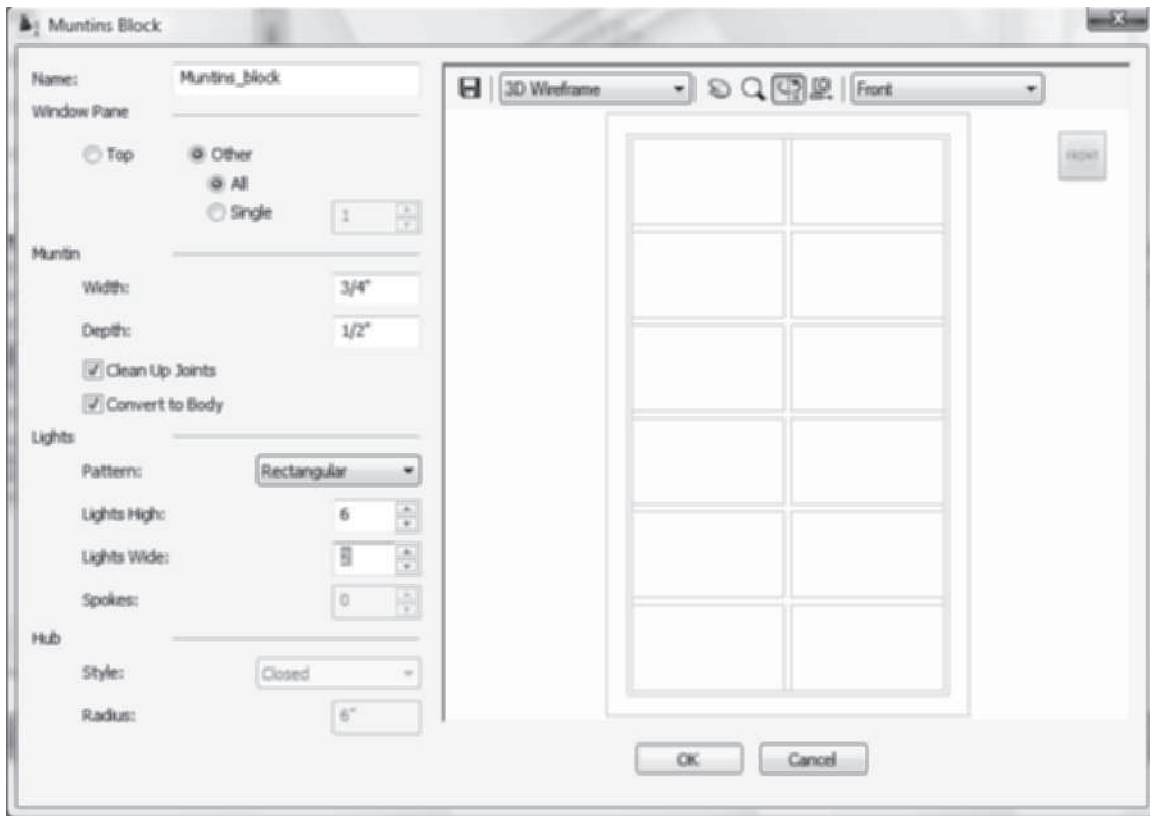 Muntins Block
Name: Muntins_block
Window Pane
Top Other
All
Single 1
Muntin
Width: 3/4"
Depth: 1/2"
Clean Up Joints
Convert to Body
Lights
Pattern: Rectangular
Lights High: 6
Lights Wide:
Spokes: 0
Hub
Style: Closed
Radius: 6"
3D Wireframe Front
FRONT
OK Cancel